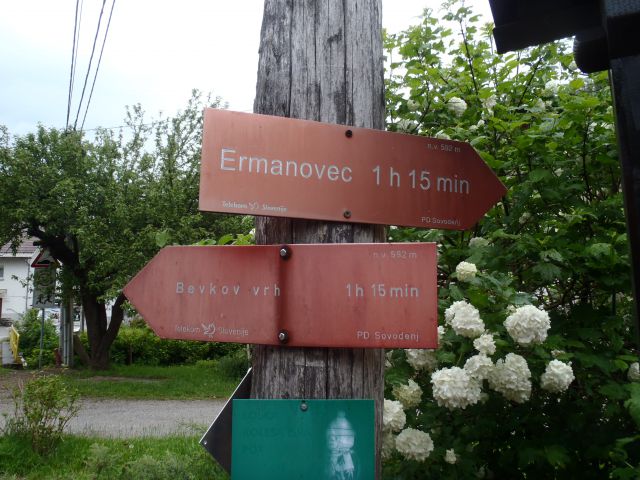 n.v. 592 m
Ermanovec 1 h 15 min
Telekom Slovenije PD Sovodenj
n.v. 592 m
Bevkov vrh 1 h 15 min
Telekom Slovenije PD Sovodenj